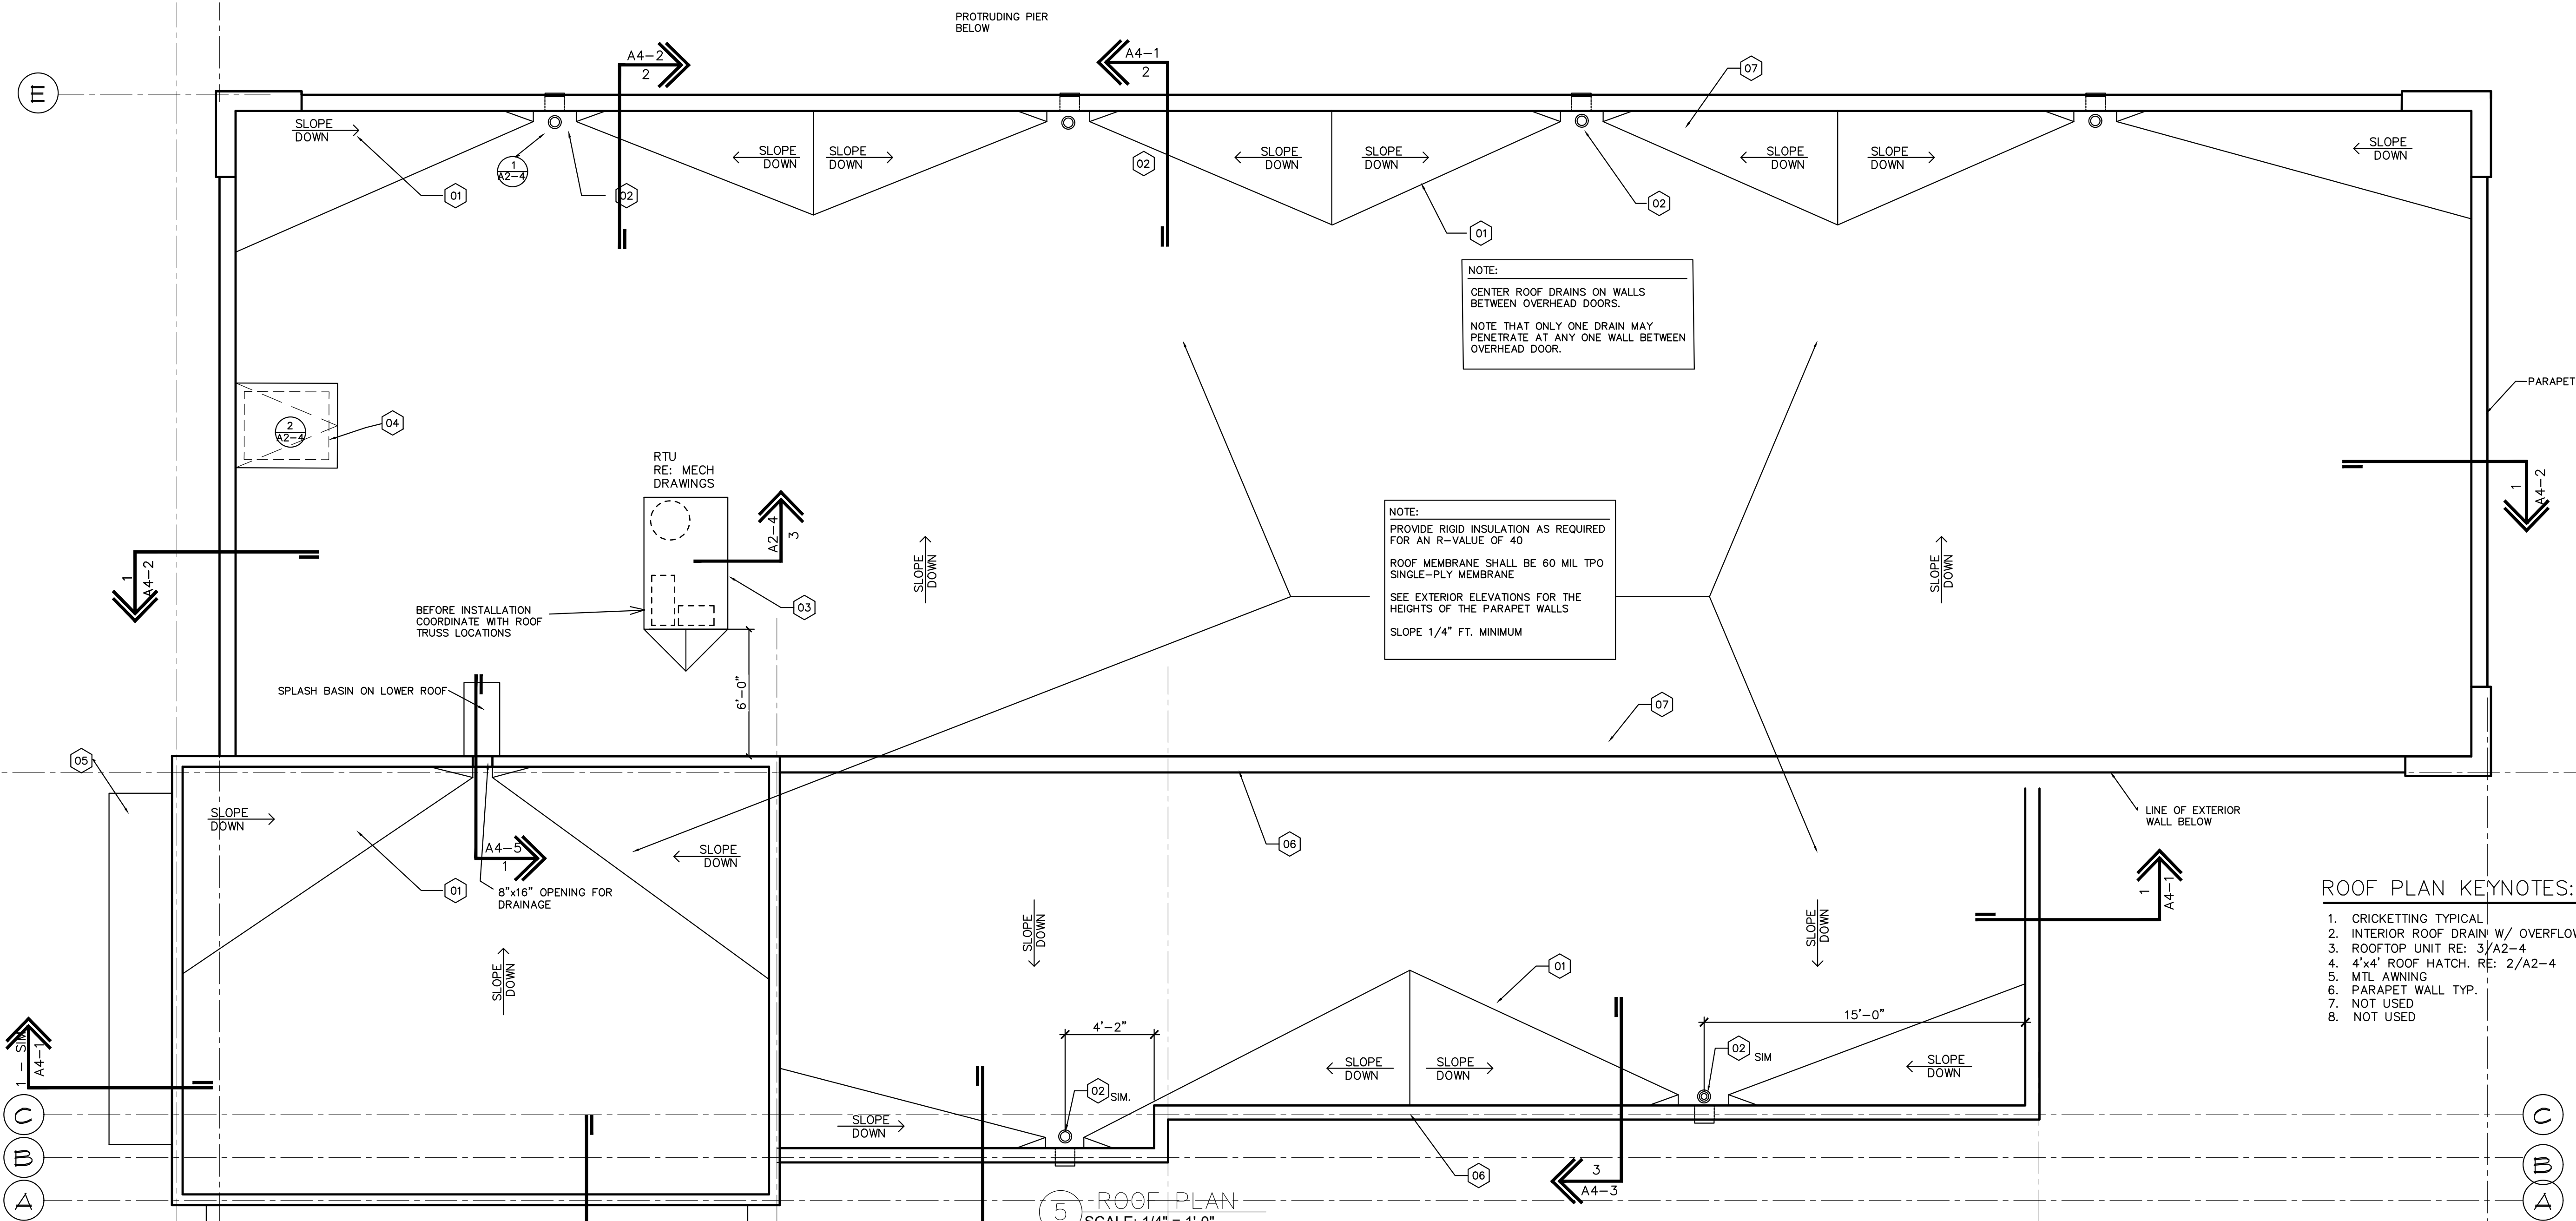 PROTRUDING PIER
BELOW
A4-2
2
A4-1
2
07
E
SLOPE
DOWN
SLOPE
DOWN
SLOPE
DOWN
SLOPE
DOWN
SLOPE
DOWN
SLOPE
DOWN
SLOPE
DOWN
SLOPE
DOWN
1
A2-4
01
02
02
02
01
NOTE:
CENTER ROOF DRAINS ON WALLS
BETWEEN OVERHEAD DOORS.
NOTE THAT ONLY ONE DRAIN MAY
PENETRATE AT ANY ONE WALL BETWEEN
OVERHEAD DOOR.
PARAPET
2
A2-4
04
RTU
RE: MECH
DRAWINGS
A2-4
3
1
A4-2
1
A4-2
NOTE:
PROVIDE RIGID INSULATION AS REQUIRED
FOR AN R-VALUE OF 40
ROOF MEMBRANE SHALL BE 60 MIL TPO
SINGLE-PLY MEMBRANE
SEE EXTERIOR ELEVATIONS FOR THE
HEIGHTS OF THE PARAPET WALLS
SLOPE 1/4" FT. MINIMUM
SLOPE
DOWN
SLOPE
DOWN
BEFORE INSTALLATION
COORDINATE WITH ROOF
TRUSS LOCATIONS
03
SPLASH BASIN ON LOWER ROOF
6'-0"
07
05
SLOPE
DOWN
SLOPE
DOWN
A4-5
1
01
8"x16" OPENING FOR
DRAINAGE
06
LINE OF EXTERIOR
WALL BELOW
1
A4-1
ROOF PLAN KEYNOTES:
1. CRICKETTING TYPICAL
2. INTERIOR ROOF DRAIN W/ OVERFLOW
3. ROOFTOP UNIT RE: 3/A2-4
4. 4'x4' ROOF HATCH. RE: 2/A2-4
5. MTL AWNING
6. PARAPET WALL TYP.
7. NOT USED
8. NOT USED
SLOPE
DOWN
SLOPE
DOWN
SLOPE
DOWN
01
4'-2"
15'-0"
1 - SIM
A4-1
02
SIM.
02
SIM
SLOPE
DOWN
SLOPE
DOWN
SLOPE
DOWN
SLOPE
DOWN
C
B
A
C
B
A
06
3
A4-3
5
ROOF PLAN
SCALE: 1/4" = 1'-0"